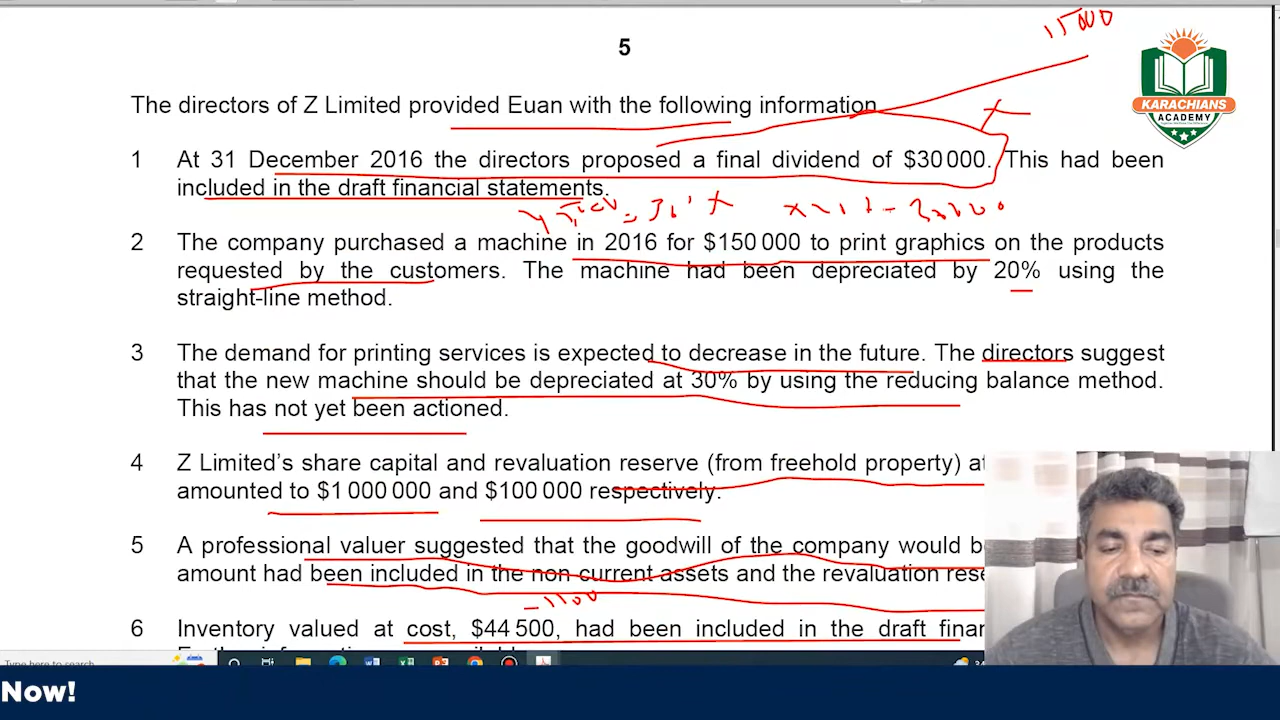 5
15000
KARACHIANS
ACADEMY
The directors of Z Limited provided Euan with the following information.
1 At 31 December 2016 the directors proposed a final dividend of $30 000. This had been
included in the draft financial statements.
2 The company purchased a machine in 2016 for $150 000 to print graphics on the products
requested by the customers. The machine had been depreciated by 20% using the
straight-line method.
3 The demand for printing services is expected to decrease in the future. The directors suggest
that the new machine should be depreciated at 30% by using the reducing balance method.
This has not yet been actioned.
4 Z Limited's share capital and revaluation reserve (from freehold property) at
amounted to $1 000 000 and $100 000 respectively.
5 A professional valuer suggested that the goodwill of the company would b
amount had been included in the non current assets and the revaluation rese
-1100
6 Inventory valued at cost, $44 500, had been included in the draft finan
Now!